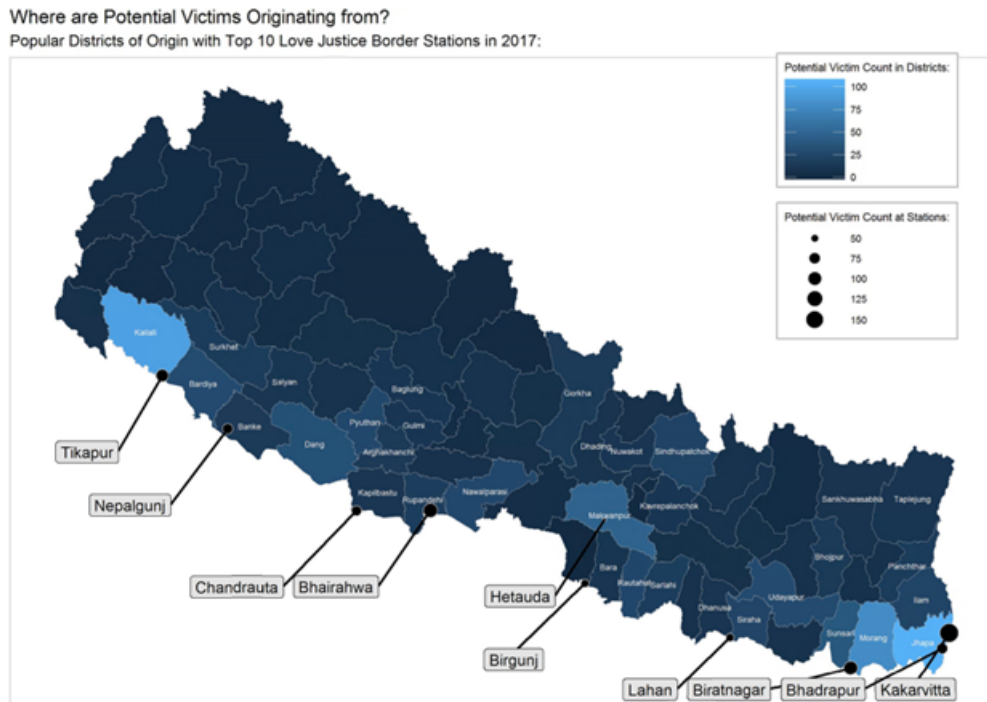 Where are Potential Victims Originating from?
Popular Districts of Origin with Top 10 Love Justice Border Stations in 2017:
Potential Victim Count in Districts:
100
75
50
25
0
Potential Victim Count at Stations:
50
75
100
125
150
Kailali
Surkhet
Bardiya
Salyan
Banke
Baglung
Gorkha
Pyuthan
Gulmi
Dang
Arghakhanchi
Dhading
Nuwakot
Sindhupalchok
Kapilbastu
Rupandehi
Nawalparasi
Makwanpur
Kavrepalanchok
Sankhuwasabha
Taplejung
Bara
Rautahat
Sarlahi
Bhojpur
Panchthar
Dhanusa
Siraha
Udayapur
Ilam
Sunsari
Morang
Jhapa
Tikapur
Nepalgunj
Chandrauta
Bhairahwa
Hetauda
Birgunj
Lahan
Biratnagar
Bhadrapur
Kakarvitta